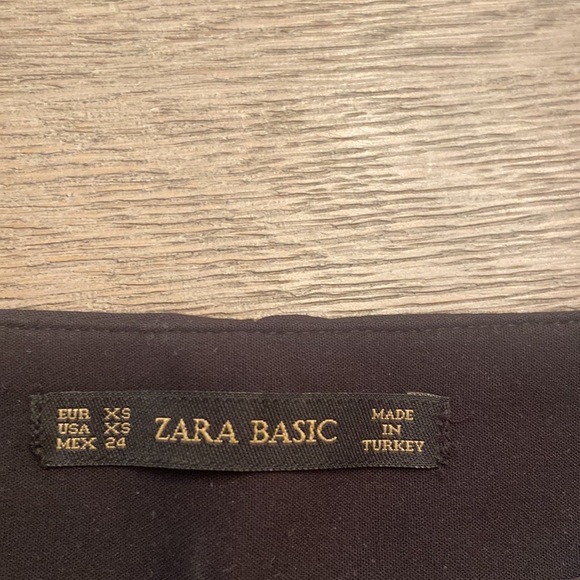 EUR XS
USA XS
MEX 24
ZARA BASIC
MADE
IN
TURKEY